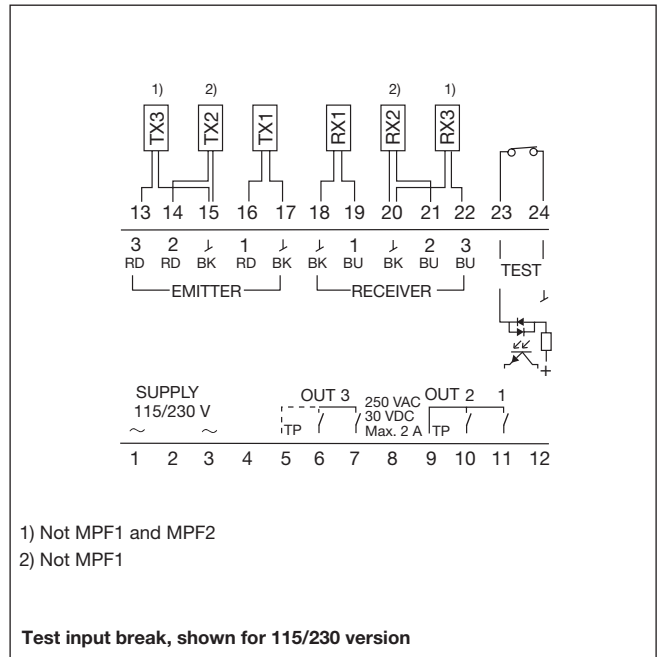 1) 2) 2) 1)
TX3 TX2 TX1 RX1 RX2 RX3
13 14 15 16 17 18 19 20 21 22 23 24
3 2 1 1 2 3
RD RD BK RD BK BK BU BK BU BU
TEST
EMITTER RECEIVER
+
SUPPLY
115/230 V
~ ~
OUT 3 250 VAC OUT 2 1
30 VDC
TP Max. 2 A TP
1 2 3 4 5 6 7 8 9 10 11 12
1) Not MPF1 and MPF2
2) Not MPF1
Test input break, shown for 115/230 version